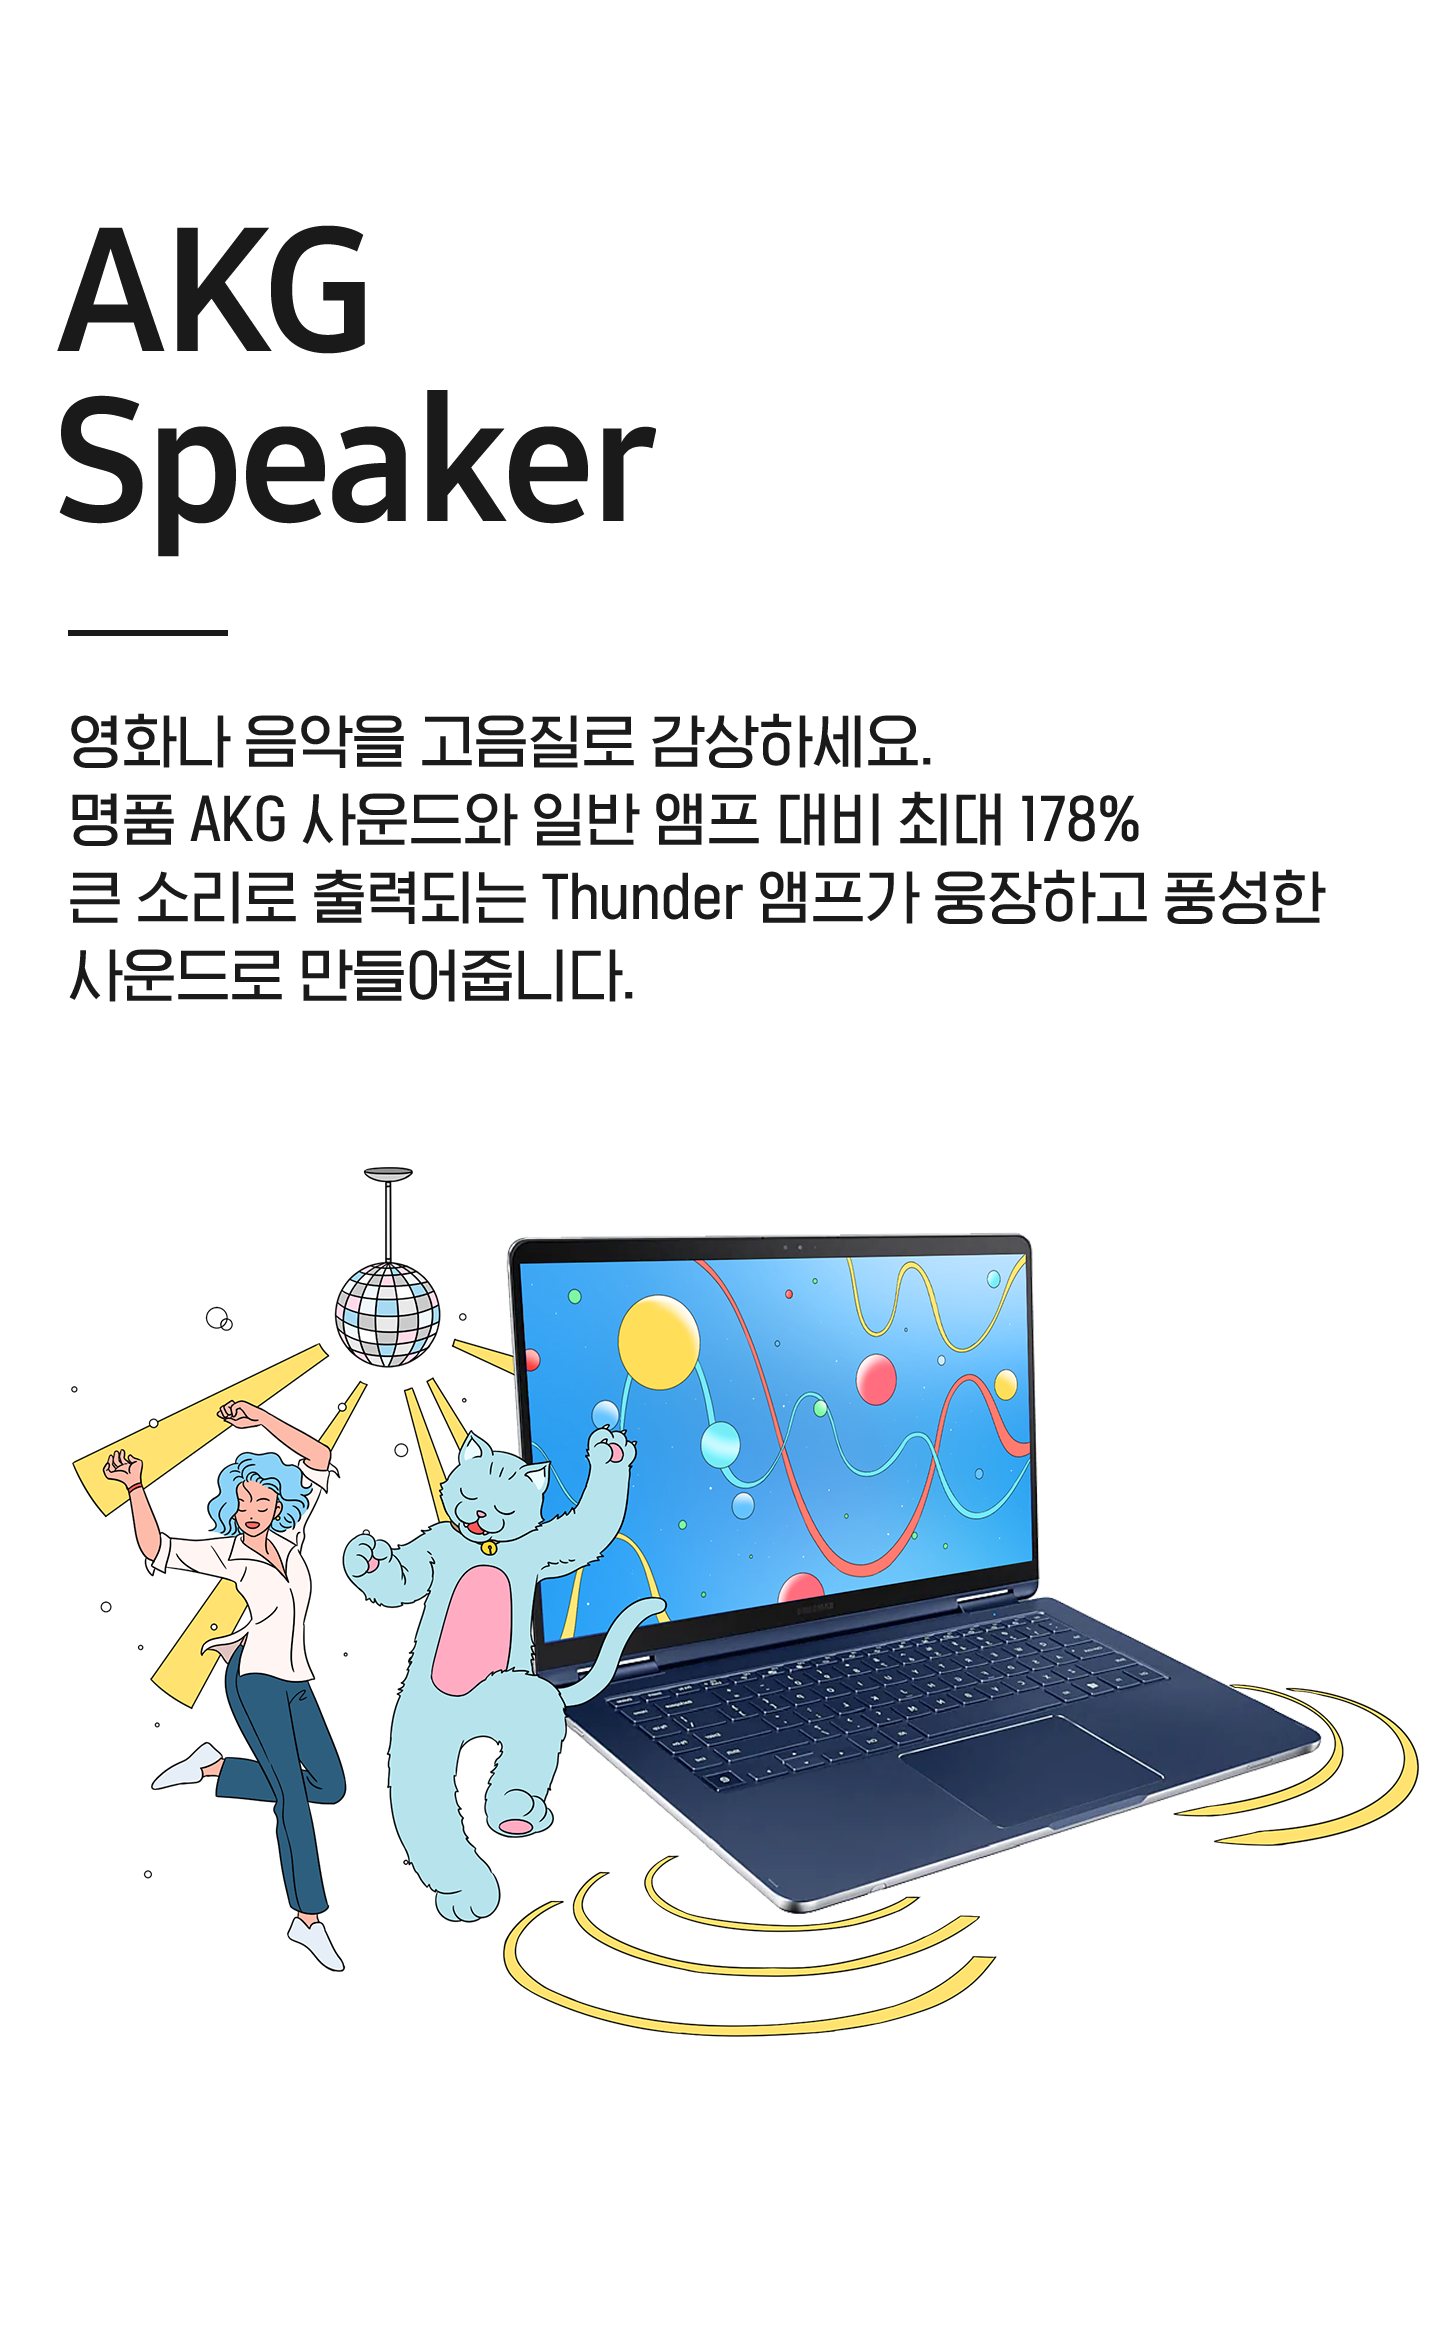 AKG
Speaker
영화나 음악을 고음질로 감상하세요.
명품 AKG 사운드와 일반 앰프 대비 최대 178%
큰 소리로 출력되는 Thunder 앰프가 웅장하고 풍성한
사운드로 만들어줍니다.